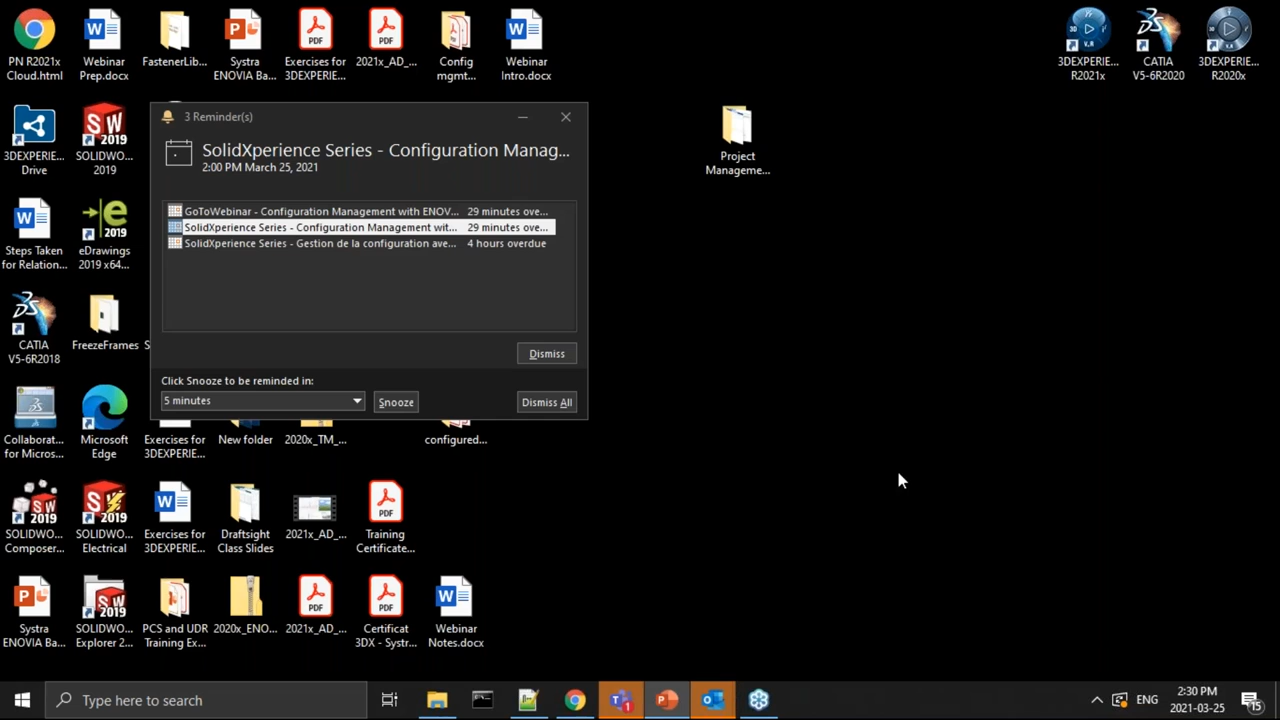 PN R2021x
Cloud.html
Webinar
Prep.docx
FastenerLib...
Systra
ENOVIA Ba...
Exercises for
3DEXPERIE...
2021x_AD_...
Config
mgmt...
Webinar
Intro.docx
3DEXPERIE...
R2021x
CATIA
V5-6R2020
3DEXPERIE...
R2020x
3 Reminder(s)
SolidXperience Series - Configuration Manag...
2:00 PM March 25, 2021
GoToWebinar - Configuration Management with ENOV... 29 minutes ove...
SolidXperience Series - Configuration Management wit... 29 minutes ove...
SolidXperience Series - Gestion de la configuration ave... 4 hours overdue
Dismiss
Click Snooze to be reminded in:
5 minutes
Snooze
Dismiss All
3DEXPERIE...
Drive
SOLIDWO...
2019
Project
Manageme...
Steps Taken
for Relation...
eDrawings
2019 x64...
CATIA
V5-6R2018
FreezeFrames
S
Collaborat...
for Micros...
Microsoft
Edge
Exercises for
3DEXPERIE...
New folder
2020x_TM_...
configured...
SOLIDWO...
Composer...
SOLIDWO...
Electrical
Exercises for
3DEXPERIE...
Draftsight
Class Slides
2021x_AD_...
Training
Certificate...
Systra
ENOVIA Ba...
SOLIDWO...
Explorer 2...
PCS and UDR
Training Ex...
2020x_ENO...
2021x_AD_...
Certificat
3DX - Systr...
Webinar
Notes.docx
Type here to search
ENG
2:30 PM
2021-03-25
15